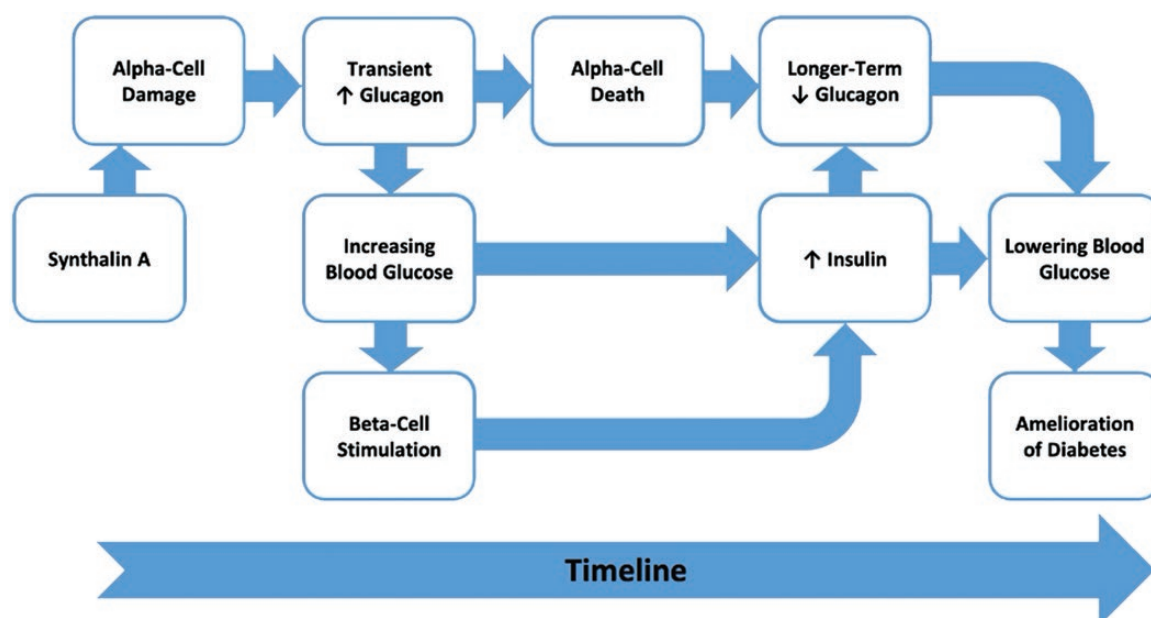 Alpha-Cell
Damage
Transient
↑ Glucagon
Alpha-Cell
Death
Longer-Term
↓ Glucagon
Synthalin A
Increasing
Blood Glucose
↑ Insulin
Lowering Blood
Glucose
Beta-Cell
Stimulation
Amelioration
of Diabetes
Timeline